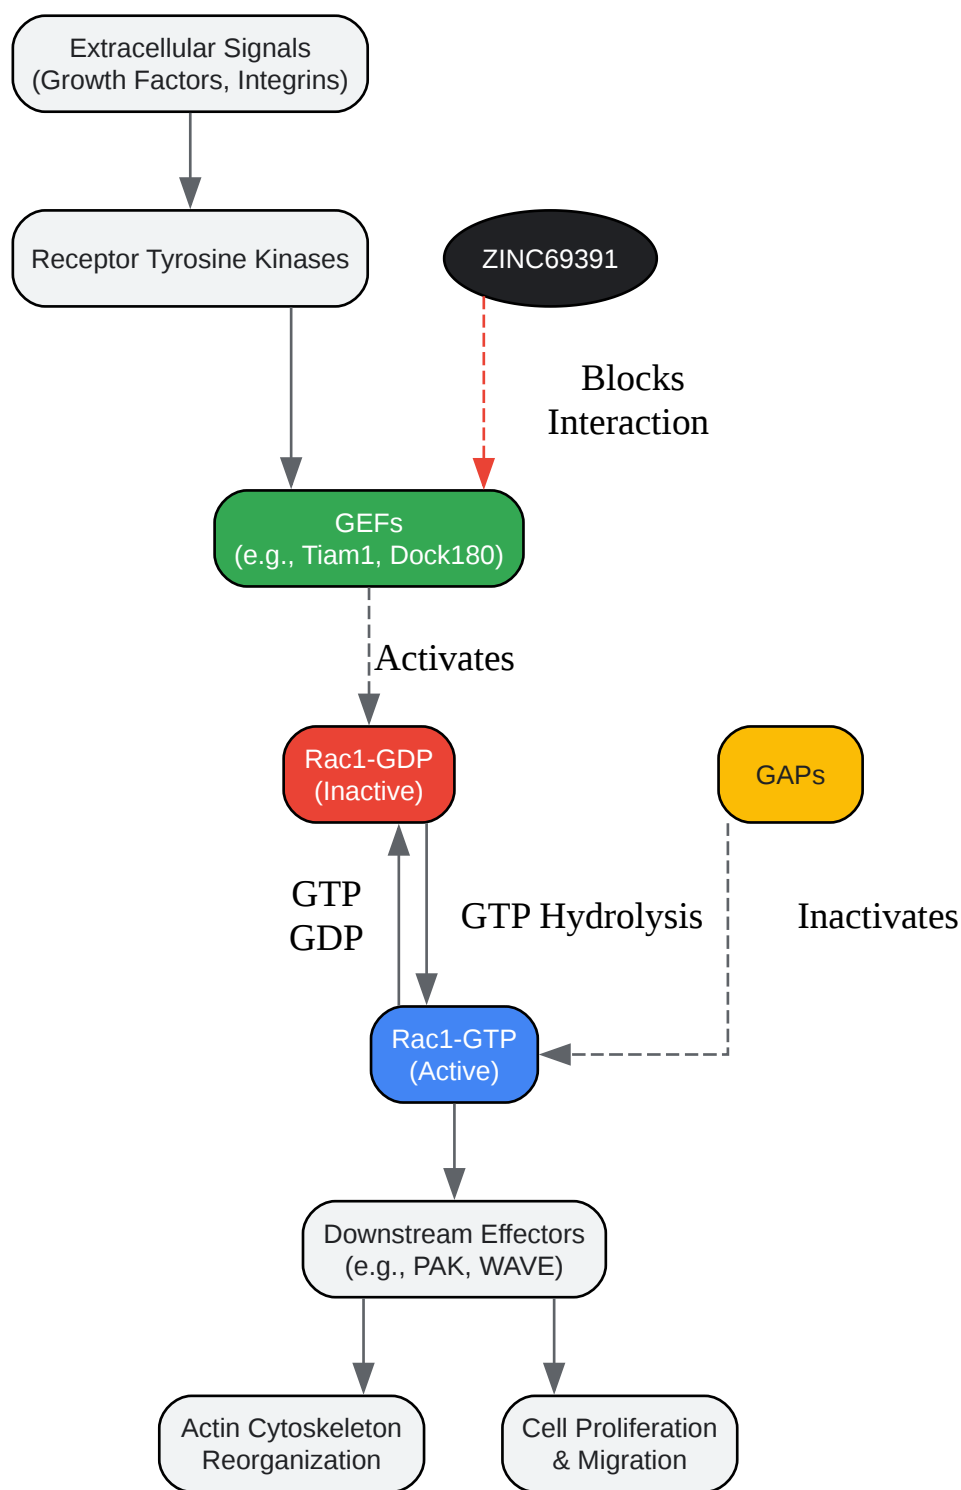 Extracellular Signals
(Growth Factors, Integrins)
Receptor Tyrosine Kinases
ZINC69391
Blocks
Interaction
GEFs
(e.g., Tiam1, Dock180)
Activates
Rac1-GDP
(Inactive)
GAPs
GTP
GDP
GTP Hydrolysis
Inactivates
Rac1-GTP
(Active)
Downstream Effectors
(e.g., PAK, WAVE)
Actin Cytoskeleton
Reorganization
Cell Proliferation
& Migration